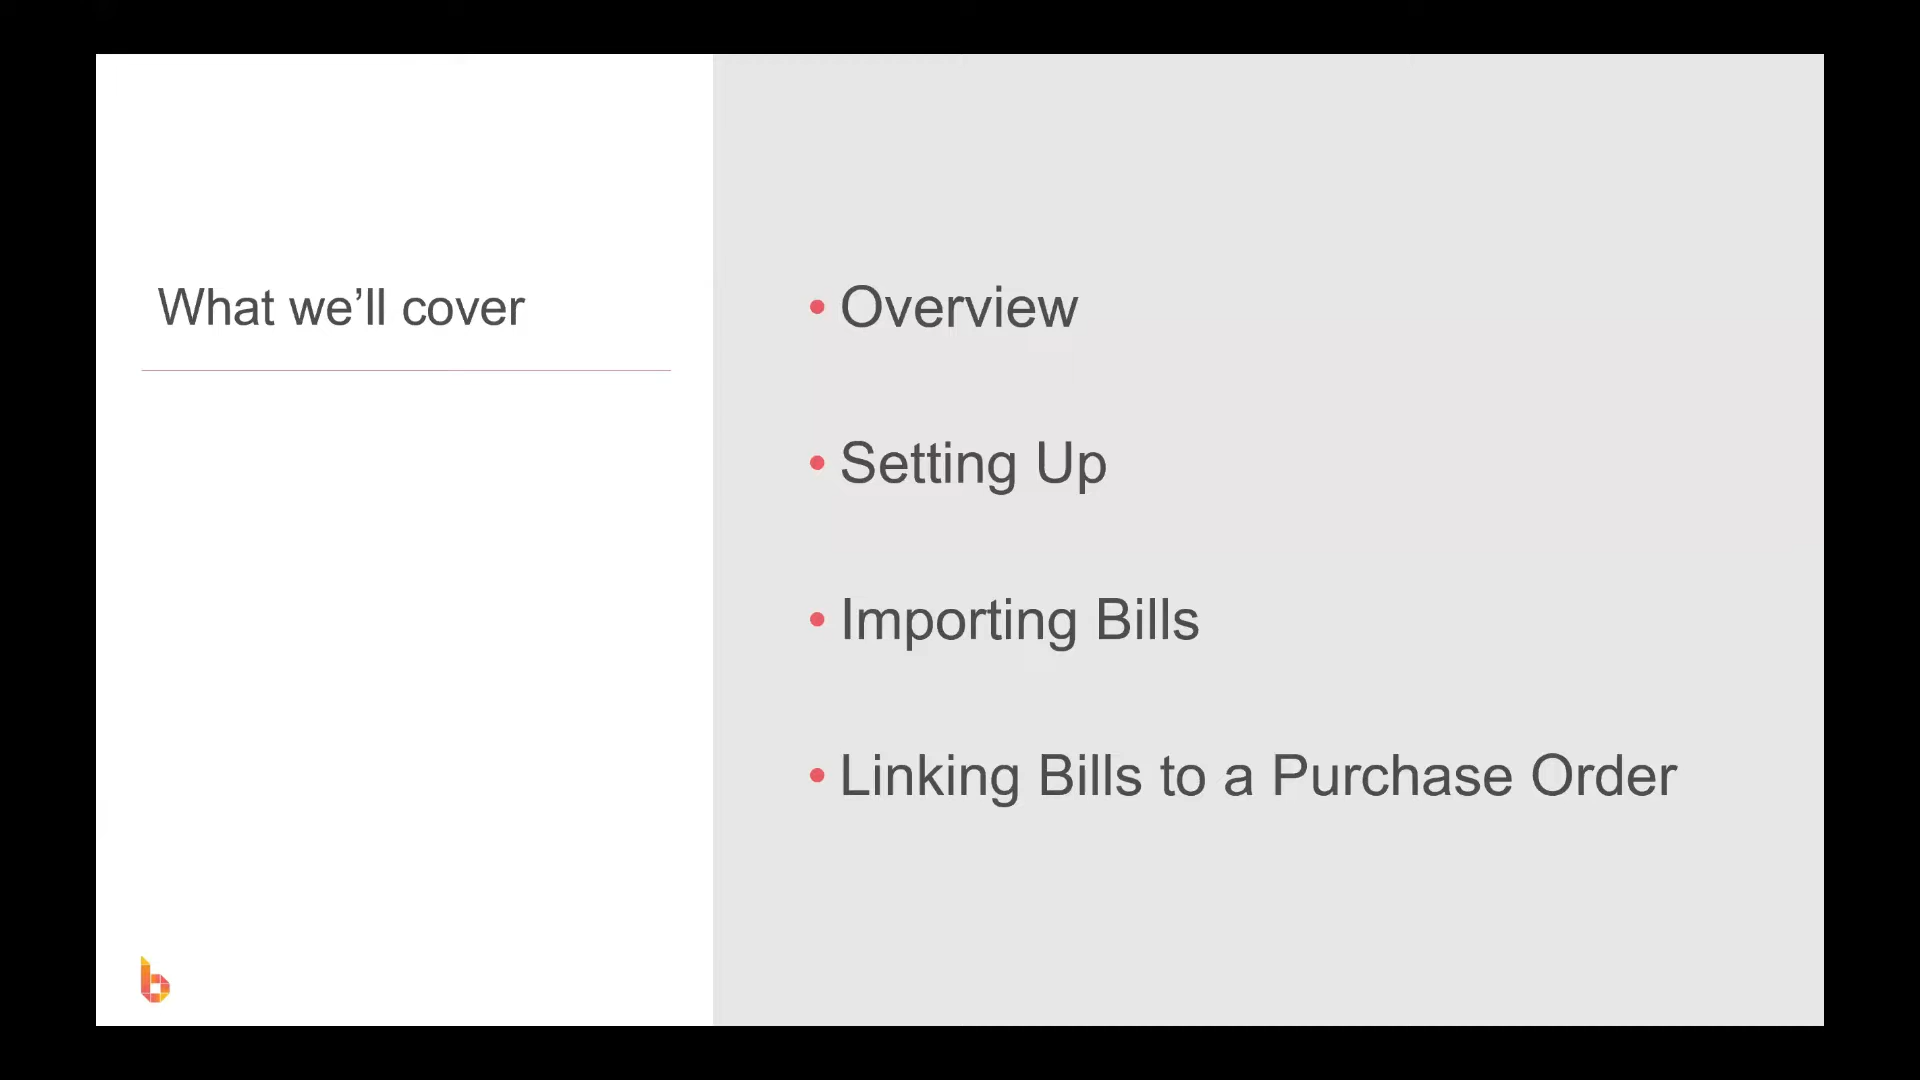 What we’ll cover
• Overview
• Setting Up
• Importing Bills
• Linking Bills to a Purchase Order